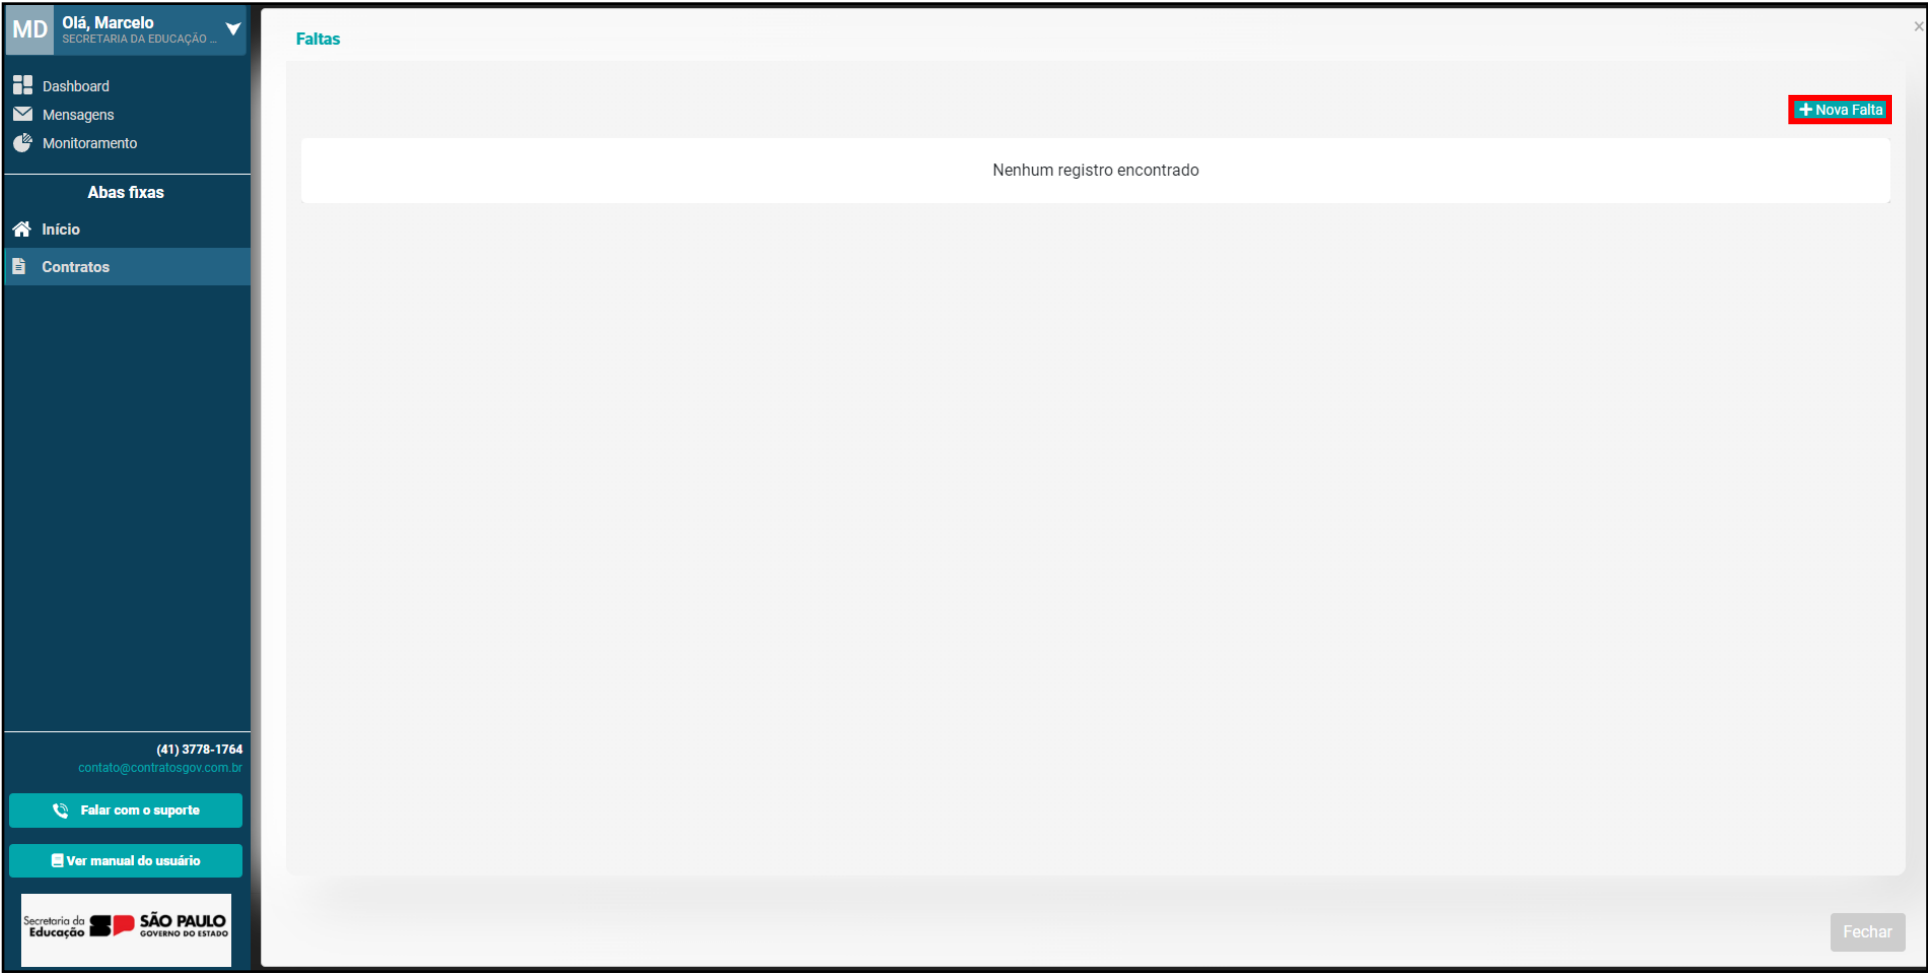 MD
Olá, Marcelo
SECRETARIA DA EDUCAÇÃO ...
Dashboard
Mensagens
Monitoramento
Abas fixas
Início
Contratos
(41) 3778-1764
contato@contratosgov.com.br
Falar com o suporte
Ver manual do usuário
Secretaria da
Educação
SÃO PAULO
GOVERNO DO ESTADO
Faltas
×
+ Nova Falta
Nenhum registro encontrado
Fechar